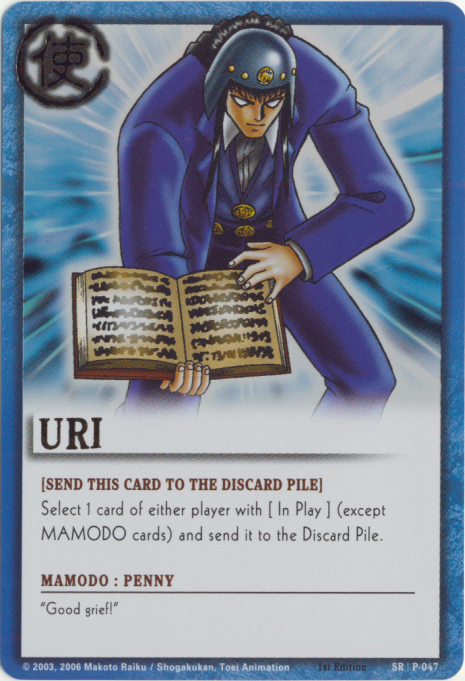 使
URI
[SEND THIS CARD TO THE DISCARD PILE]
Select 1 card of either player with [ In Play ] (except
MAMODO cards) and send it to the Discard Pile.
MAMODO : PENNY
"Good grief!"
© 2003, 2006 Makoto Raiku / Shogakukan, Toei Animation 1st Edition SR | P-047